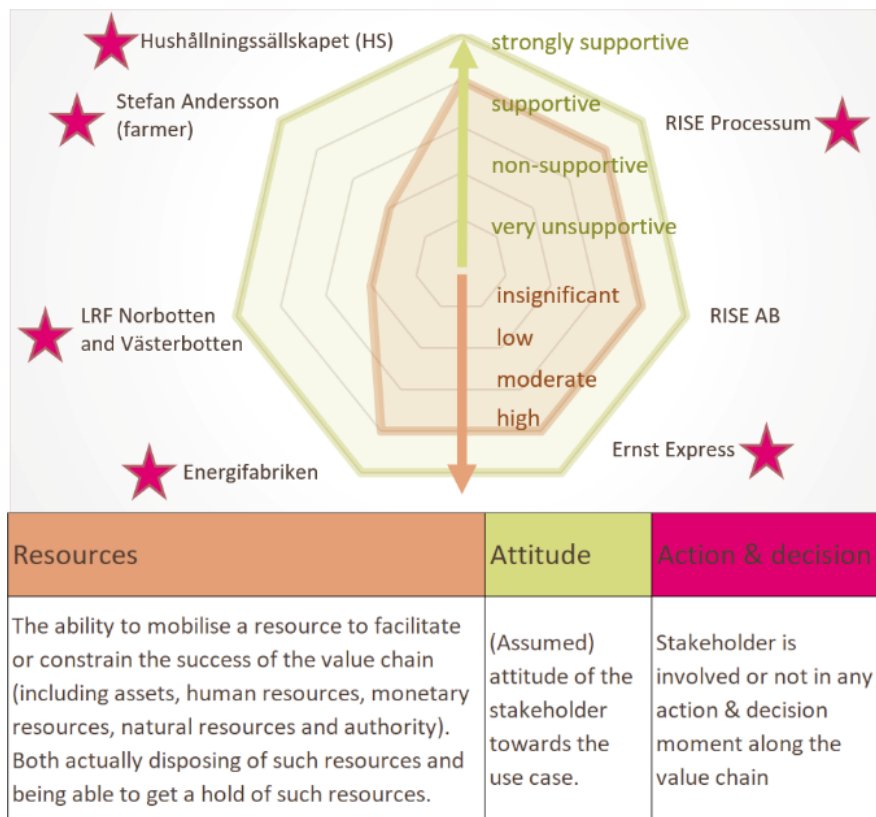 Hushållningssällskapet (HS)
strongly supportive
Stefan Andersson
(farmer)
supportive
RISE Processum
non-supportive
very unsupportive
insignificant
LRF Norbotten
and Västerbotten
RISE AB
low
moderate
high
Ernst Express
Energifabriken
Resources
Attitude
Action & decision
The ability to mobilise a resource to facilitate
or constrain the success of the value chain
(including assets, human resources, monetary
resources, natural resources and authority).
Both actually disposing of such resources and
being able to get a hold of such resources.
(Assumed)
attitude of the
stakeholder
towards the
use case.
Stakeholder is
involved or not in any
action & decision
moment along the
value chain